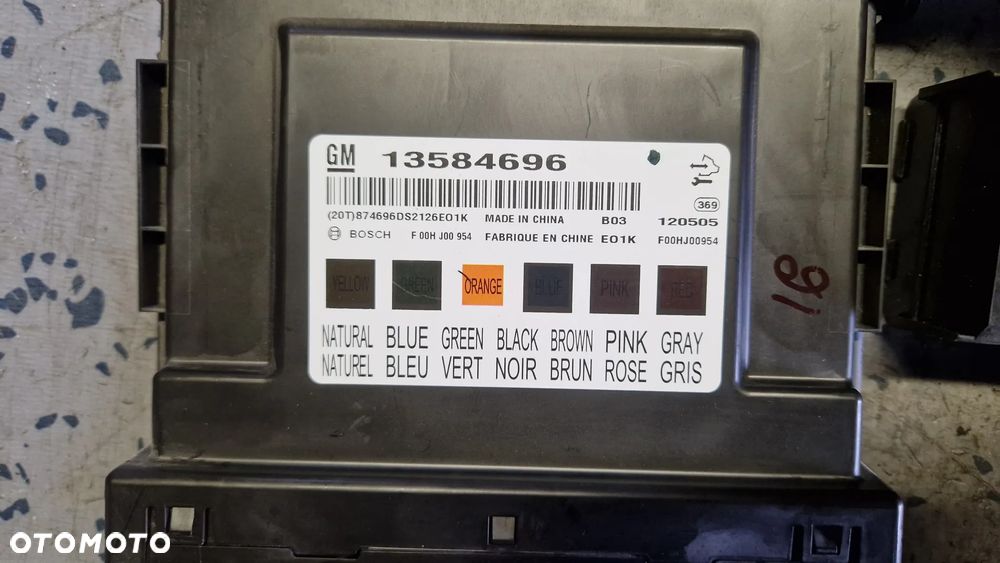 GM 13584696
369
(20T)874696DS2126E01K MADE IN CHINA B03 120505
BOSCH F 00H J00 954 FABRIQUE EN CHINE E01K F00HJ00954
YELLOW GREEN ORANGE BLUE PINK RED
NATURAL BLUE GREEN BLACK BROWN PINK GRAY
NATUREL BLEU VERT NOIR BRUN ROSE GRIS
91
OTOMOTO